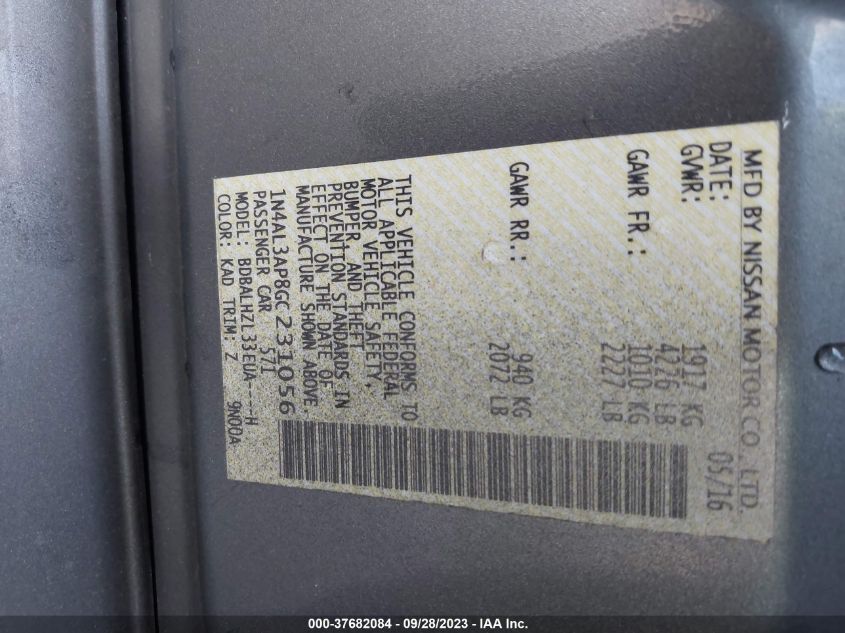 MFD BY NISSAN MOTOR CO., LTD.
DATE: 05/16
GVWR: 1917 KG
4226 LB
GAWR FR.: 1010 KG
2227 LB
GAWR RR.: 940 KG
2072 LB
THIS VEHICLE CONFORMS TO
ALL APPLICABLE FEDERAL
MOTOR VEHICLE SAFETY,
BUMPER, AND THEFT
PREVENTION STANDARDS IN
EFFECT ON THE DATE OF
MANUFACTURE SHOWN ABOVE.
1N4AL3AP8GC231056
PASSENGER CAR 571
MODEL: BDBALHZL33EUA----H
COLOR: KAD TRIM: Z 9N00A
000-37682084 - 09/28/2023 - IAA Inc.